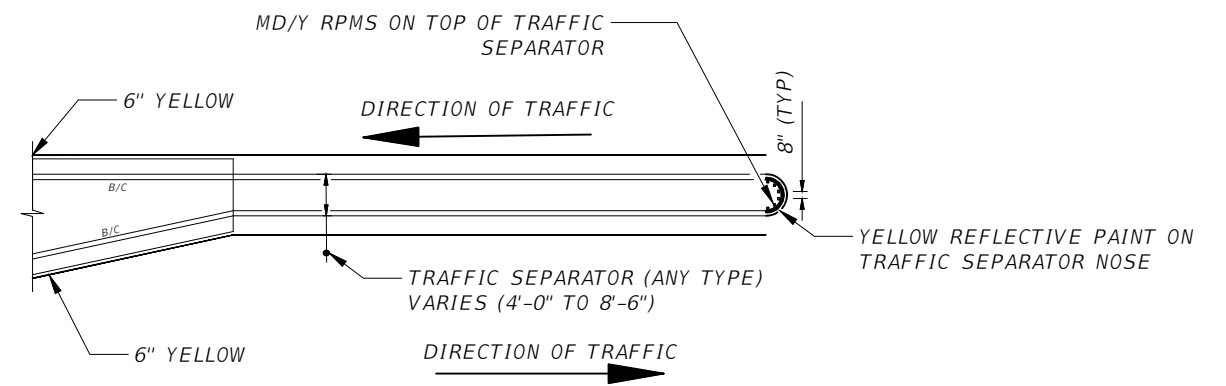 MD/Y RPMS ON TOP OF TRAFFIC
SEPARATOR
6" YELLOW
DIRECTION OF TRAFFIC
8" (TYP)
B/C
B/C
YELLOW REFLECTIVE PAINT ON
TRAFFIC SEPARATOR NOSE
TRAFFIC SEPARATOR (ANY TYPE)
VARIES (4'-0" TO 8'-6")
6" YELLOW
DIRECTION OF TRAFFIC